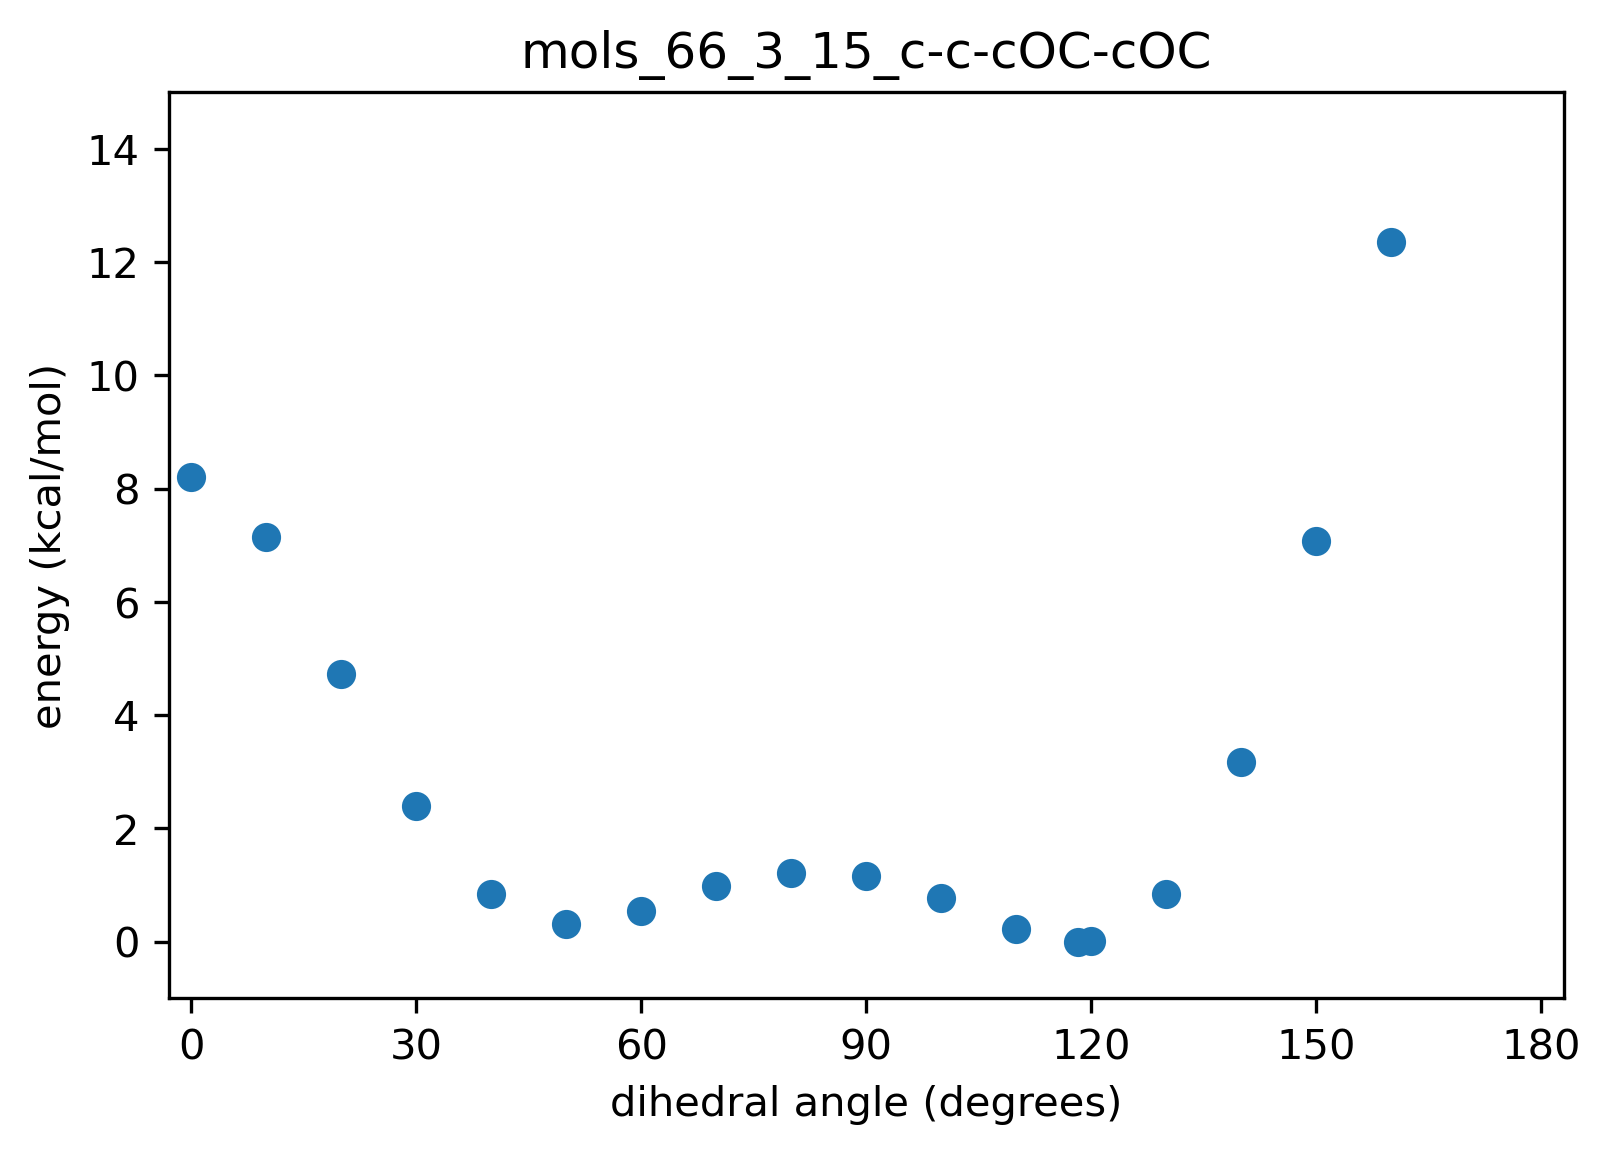 mols_66_3_15_c-c-cOC-cOC
14
12
10
8
6
4
2
0
energy (kcal/mol)
0 30 60 90 120 150 180
dihedral angle (degrees)